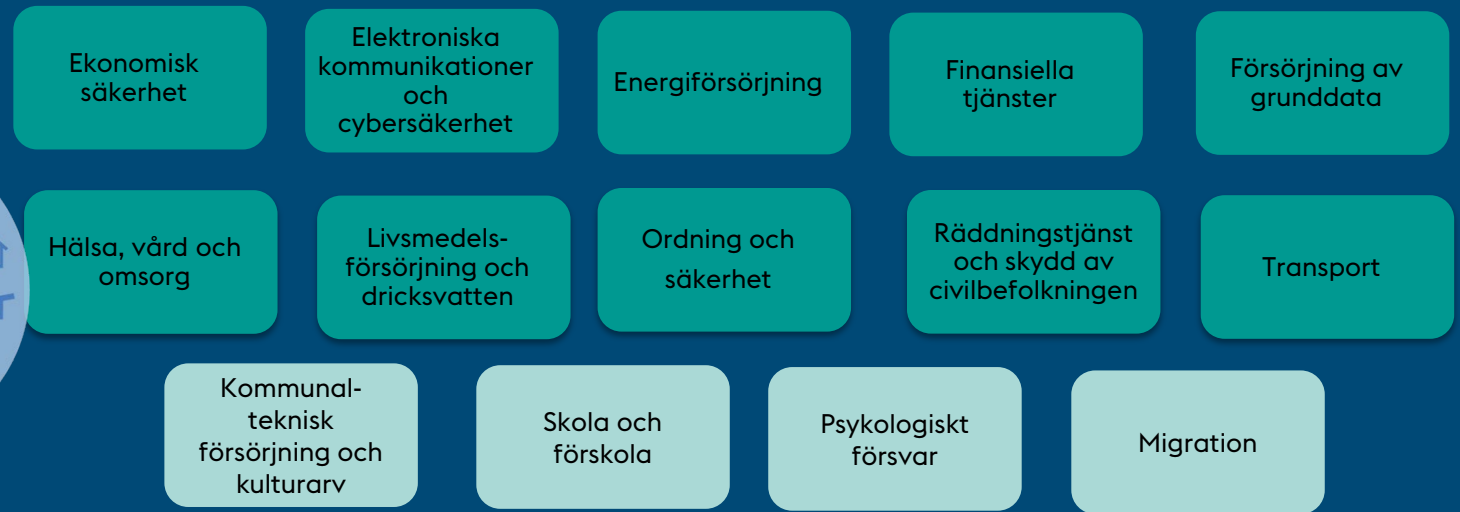 Ekonomisk
säkerhet
Elektroniska
kommunikationer
och
cybersäkerhet
Energiförsörjning
Finansiella
tjänster
Försörjning av
grunddata
Hälsa, vård och
omsorg
Livsmedels-
försörjning och
dricksvatten
Ordning och
säkerhet
Räddningstjänst
och skydd av
civilbefolkningen
Transport
Kommunal-
teknisk
försörjning och
kulturarv
Skola och
förskola
Psykologiskt
försvar
Migration